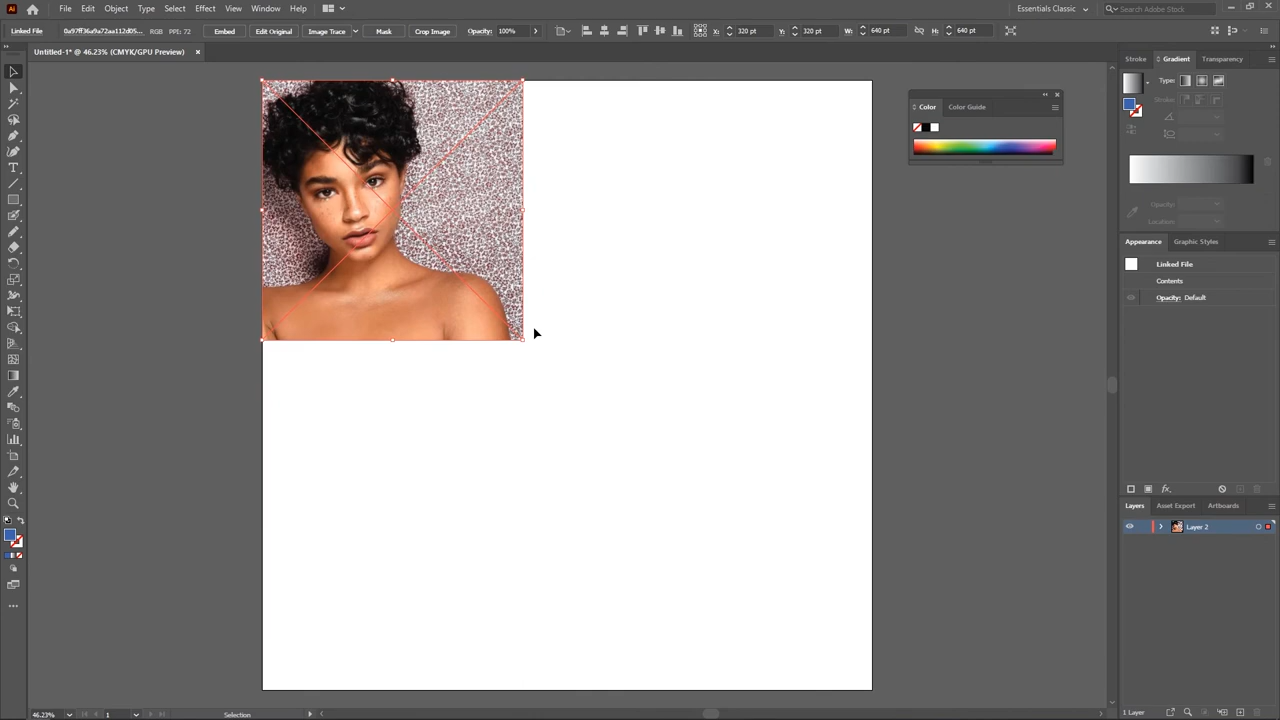 Ai File Edit Object Type Select Effect View Window Help Essentials Classic Search Adobe Stock
Linked File 0a97ff36a9a72aa112d05... RGB PPI: 72 Embed Edit Original Image Trace Mask Crop Image Opacity: 100% X: 320 pt Y: 320 pt W: 640 pt H: 640 pt
Untitled-1* @ 46.23% (CMYK/GPU Preview) ×
Stroke Gradient Transparency
Type:
Stroke:
Color Color Guide
Opacity:
Location:
Appearance Graphic Styles
Linked File
Contents
Opacity: Default
fx.
Layers Asset Export Artboards
Layer 2
46.23% 1 Selection 1 Layer